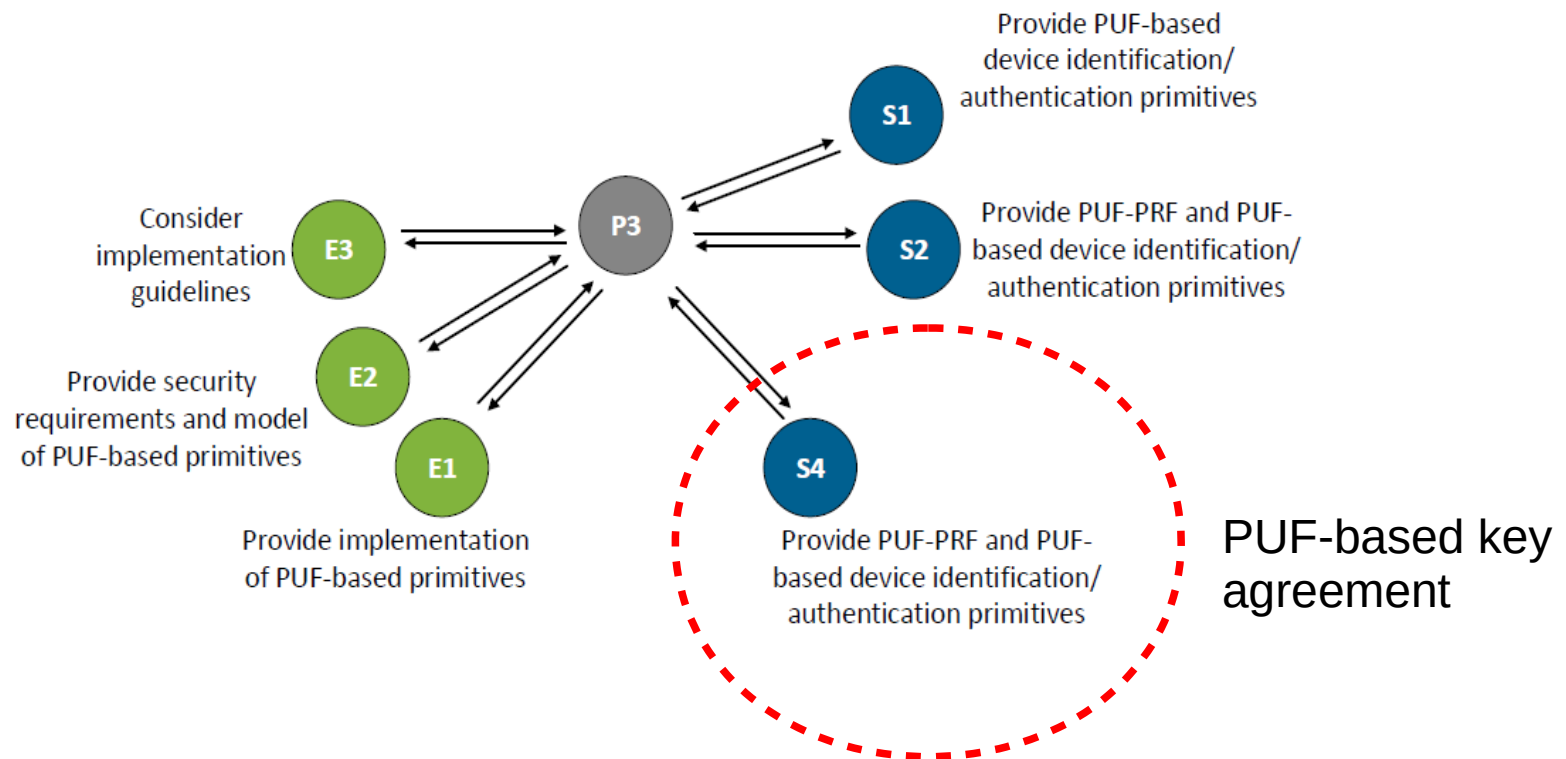 Provide PUF-based
device identification/
authentication primitives
S1
P3
Consider
implementation
guidelines
E3
S2
Provide PUF-PRF and PUF-
based device identification/
authentication primitives
E2
Provide security
requirements and model
of PUF-based primitives
E1
Provide implementation
of PUF-based primitives
S4
Provide PUF-PRF and PUF-
based device identification/
authentication primitives
PUF-based key
agreement